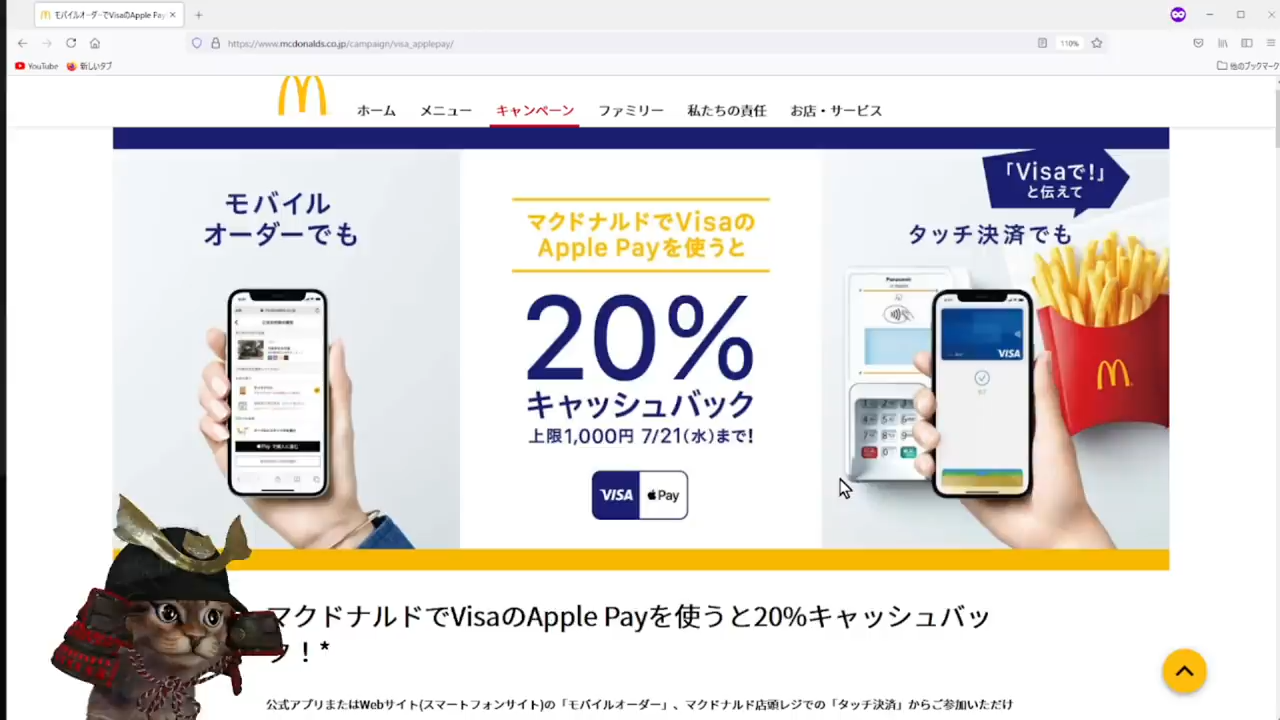 モバイルオーダーでVisaのApple Pay
https://www.mcdonalds.co.jp/campaign/visa_applepay/
110%
YouTube
新しいタブ
他のブックマーク
ホーム
メニュー
キャンペーン
ファミリー
私たちの責任
お店・サービス
モバイル
オーダーでも
マクドナルドでVisaの
Apple Payを使うと
20%
キャッシュバック
上限1,000円 7/21(水)まで!
VISA
Pay
「Visaで!」
と伝えて
タッチ決済でも
Panasonic
VISA
マクドナルドでVisaのApple Payを使うと20%キャッシュバッ
ク！*
公式アプリまたはWebサイト(スマートフォンサイト)の「モバイルオーダー」、マクドナルド店頭レジでの「タッチ決済」からご参加いただけ